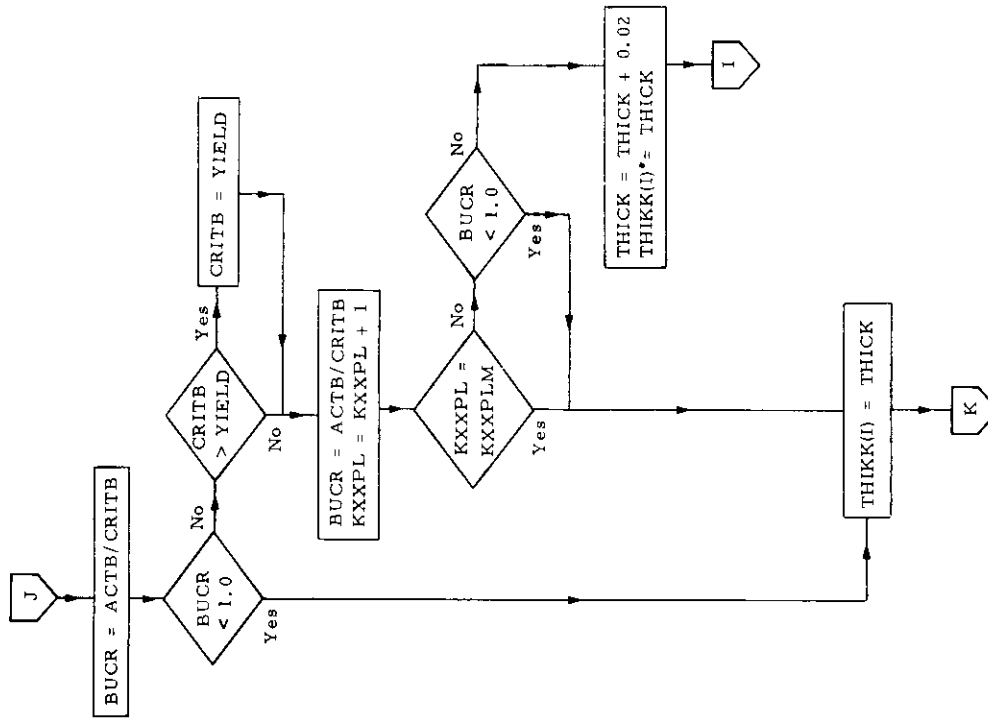 J
BUCR = ACTB/CRITB
BUCR
< 1.0
No
Yes
CRITB
> YIELD
Yes
No
CRITB = YIELD
BUCR = ACTB/CRITB
KXXPL = KXXPL + 1
KXXPL =
KXXPLM
No
Yes
BUCR
< 1.0
No
Yes
THICK = THICK + 0.02
THIKK(I) = THICK
I
THIKK(I) = THICK
K